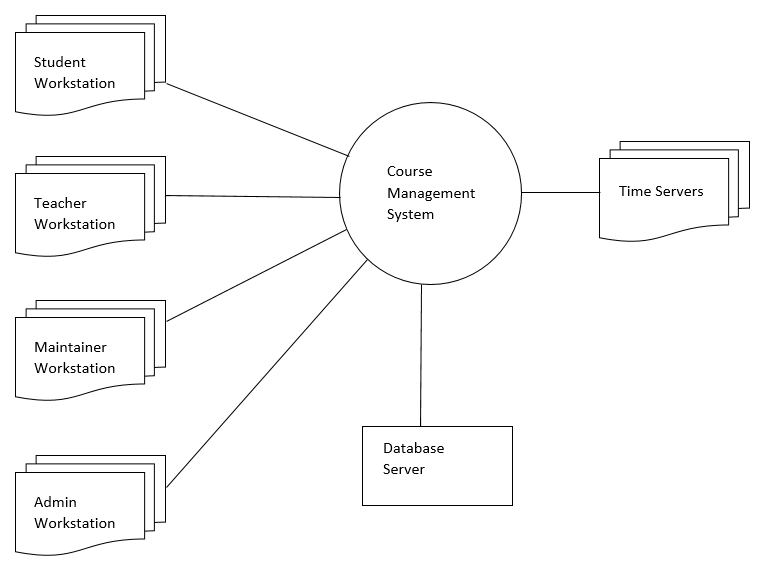 Student
Workstation
Teacher
Workstation
Maintainer
Workstation
Admin
Workstation
Course
Management
System
Database
Server
Time Servers